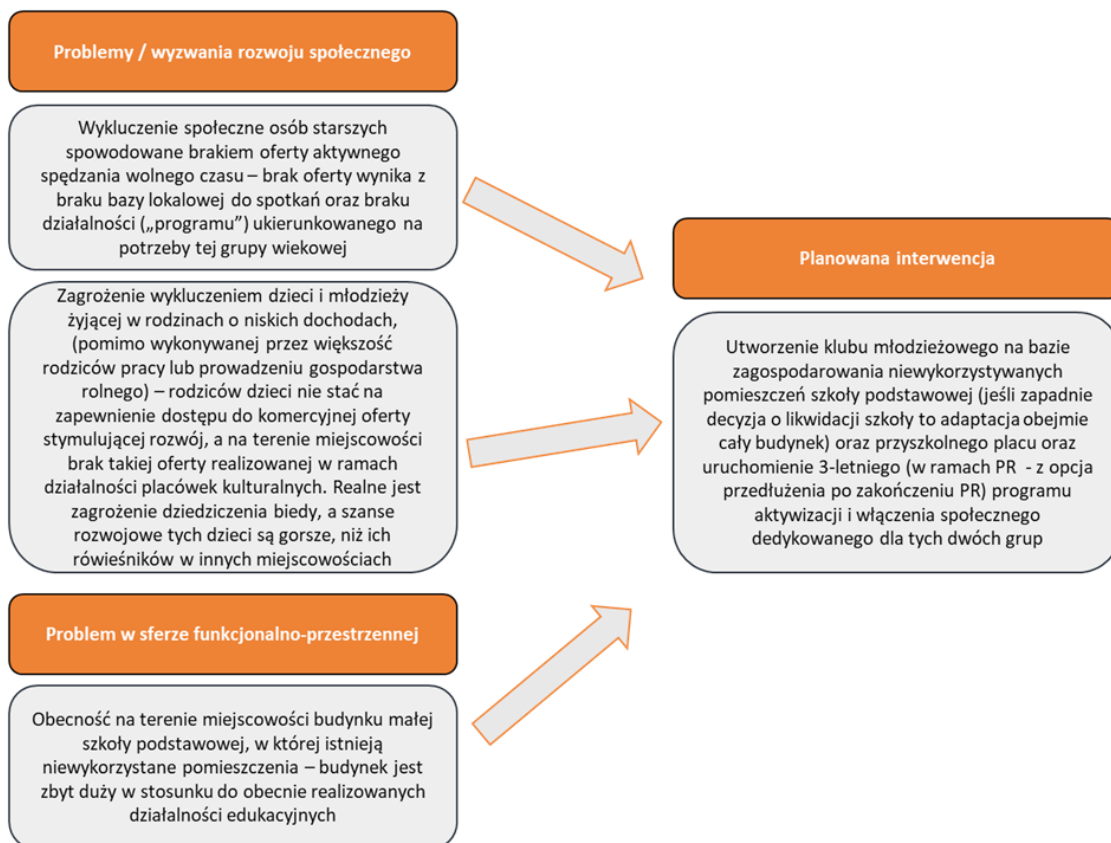 Problemy / wyzwania rozwoju społecznego
Wykluczenie społeczne osób starszych
spowodowane brakiem oferty aktywnego
spędzania wolnego czasu – brak oferty wynika z
braku bazy lokalowej do spotkań oraz braku
działalności („programu”) ukierunkowanego na
potrzeby tej grupy wiekowej
Zagrożenie wykluczeniem dzieci i młodzieży
żyjącej w rodzinach o niskich dochodach,
(pomimo wykonywanej przez większość
rodziców pracy lub prowadzeniu gospodarstwa
rolnego) – rodziców dzieci nie stać na
zapewnienie dostępu do komercyjnej oferty
stymulującej rozwój, a na terenie miejscowości
brak takiej oferty realizowanej w ramach
działalności placówek kulturalnych. Realne jest
zagrożenie dziedziczenia biedy, a szanse
rozwojowe tych dzieci są gorsze, niż ich
rówieśników w innych miejscowościach
Problem w sferze funkcjonalno-przestrzennej
Obecność na terenie miejscowości budynku małej
szkoły podstawowej, w której istnieją
niewykorzystane pomieszczenia – budynek jest
zbyt duży w stosunku do obecnie realizowanych
działalności edukacyjnych
Planowana interwencja
Utworzenie klubu młodzieżowego na bazie
zagospodarowania niewykorzystywanych
pomieszczeń szkoły podstawowej (jeśli zapadnie
decyzja o likwidacji szkoły to adaptacja obejmie
cały budynek) oraz przyszkolnego placu oraz
uruchomienie 3-letniego (w ramach PR - z opcja
przedłużenia po zakończeniu PR) programu
aktywizacji i włączenia społecznego
dedykowanego dla tych dwóch grup